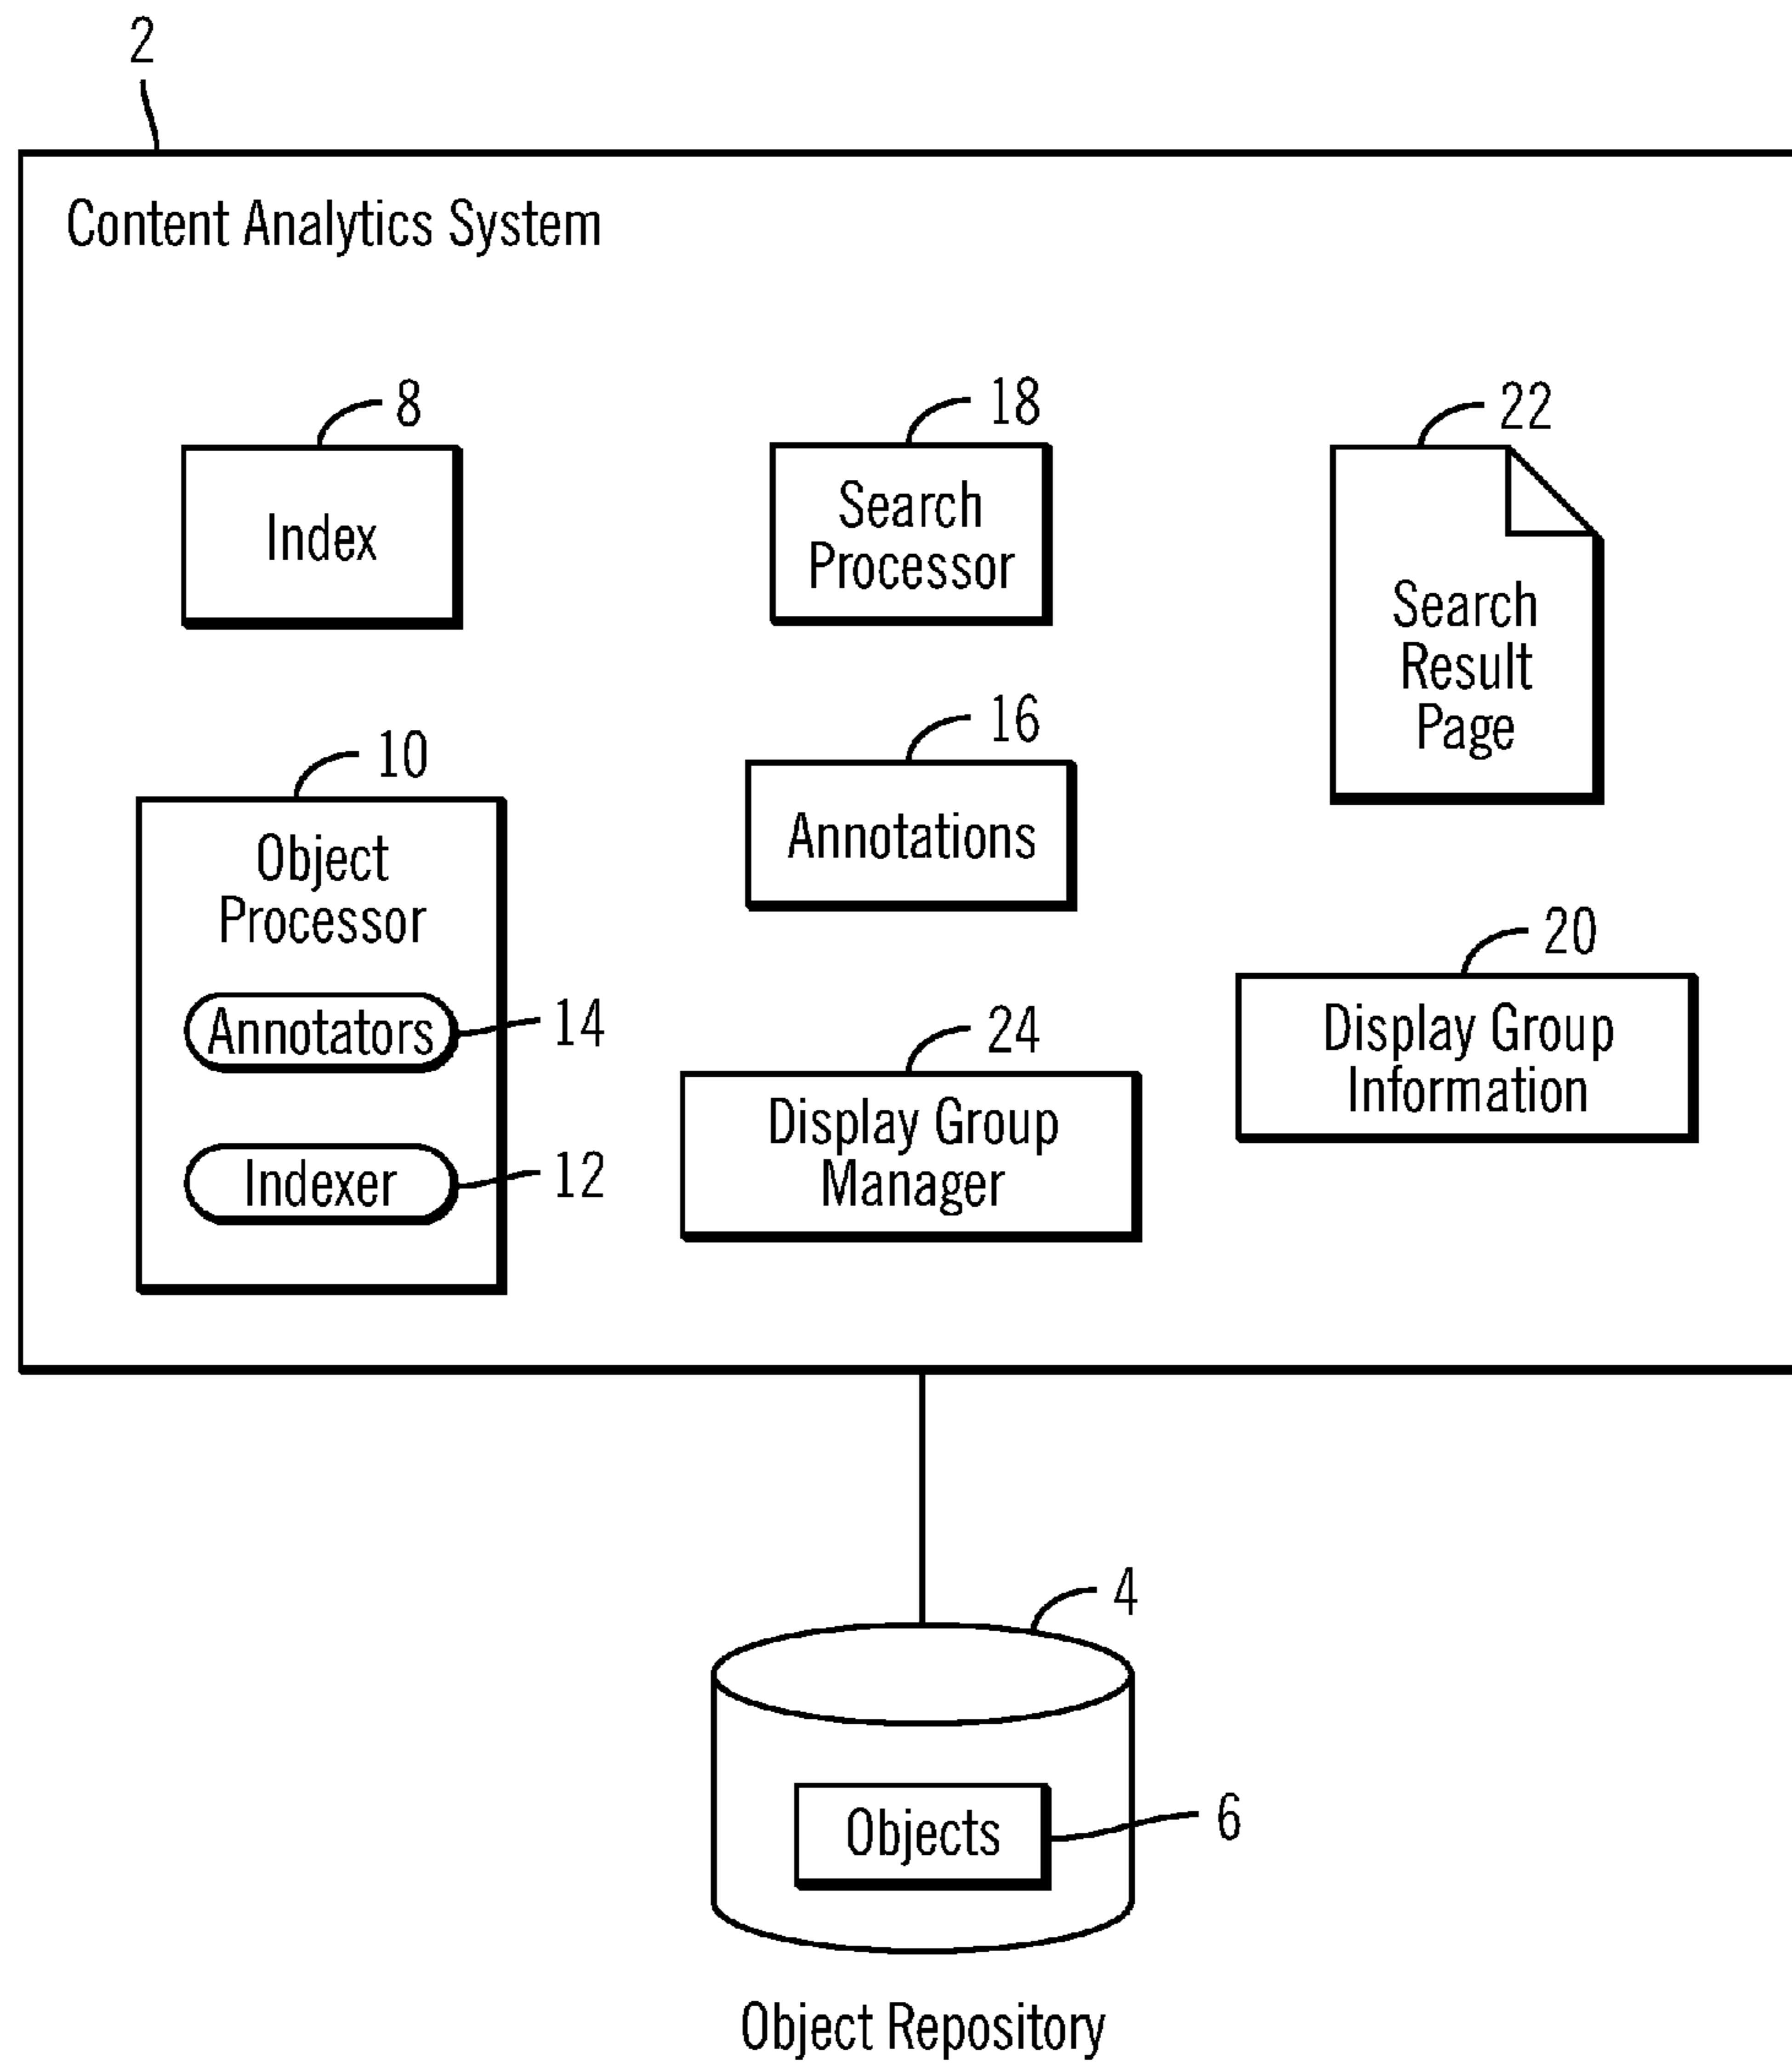 2
Content Analytics System
8
Index
18
Search
Processor
22
Search
Result
Page
16
Annotations
10
Object
Processor
Annotators
14
Indexer
12
24
Display Group
Manager
20
Display Group
Information
4
Objects
6
Object Repository